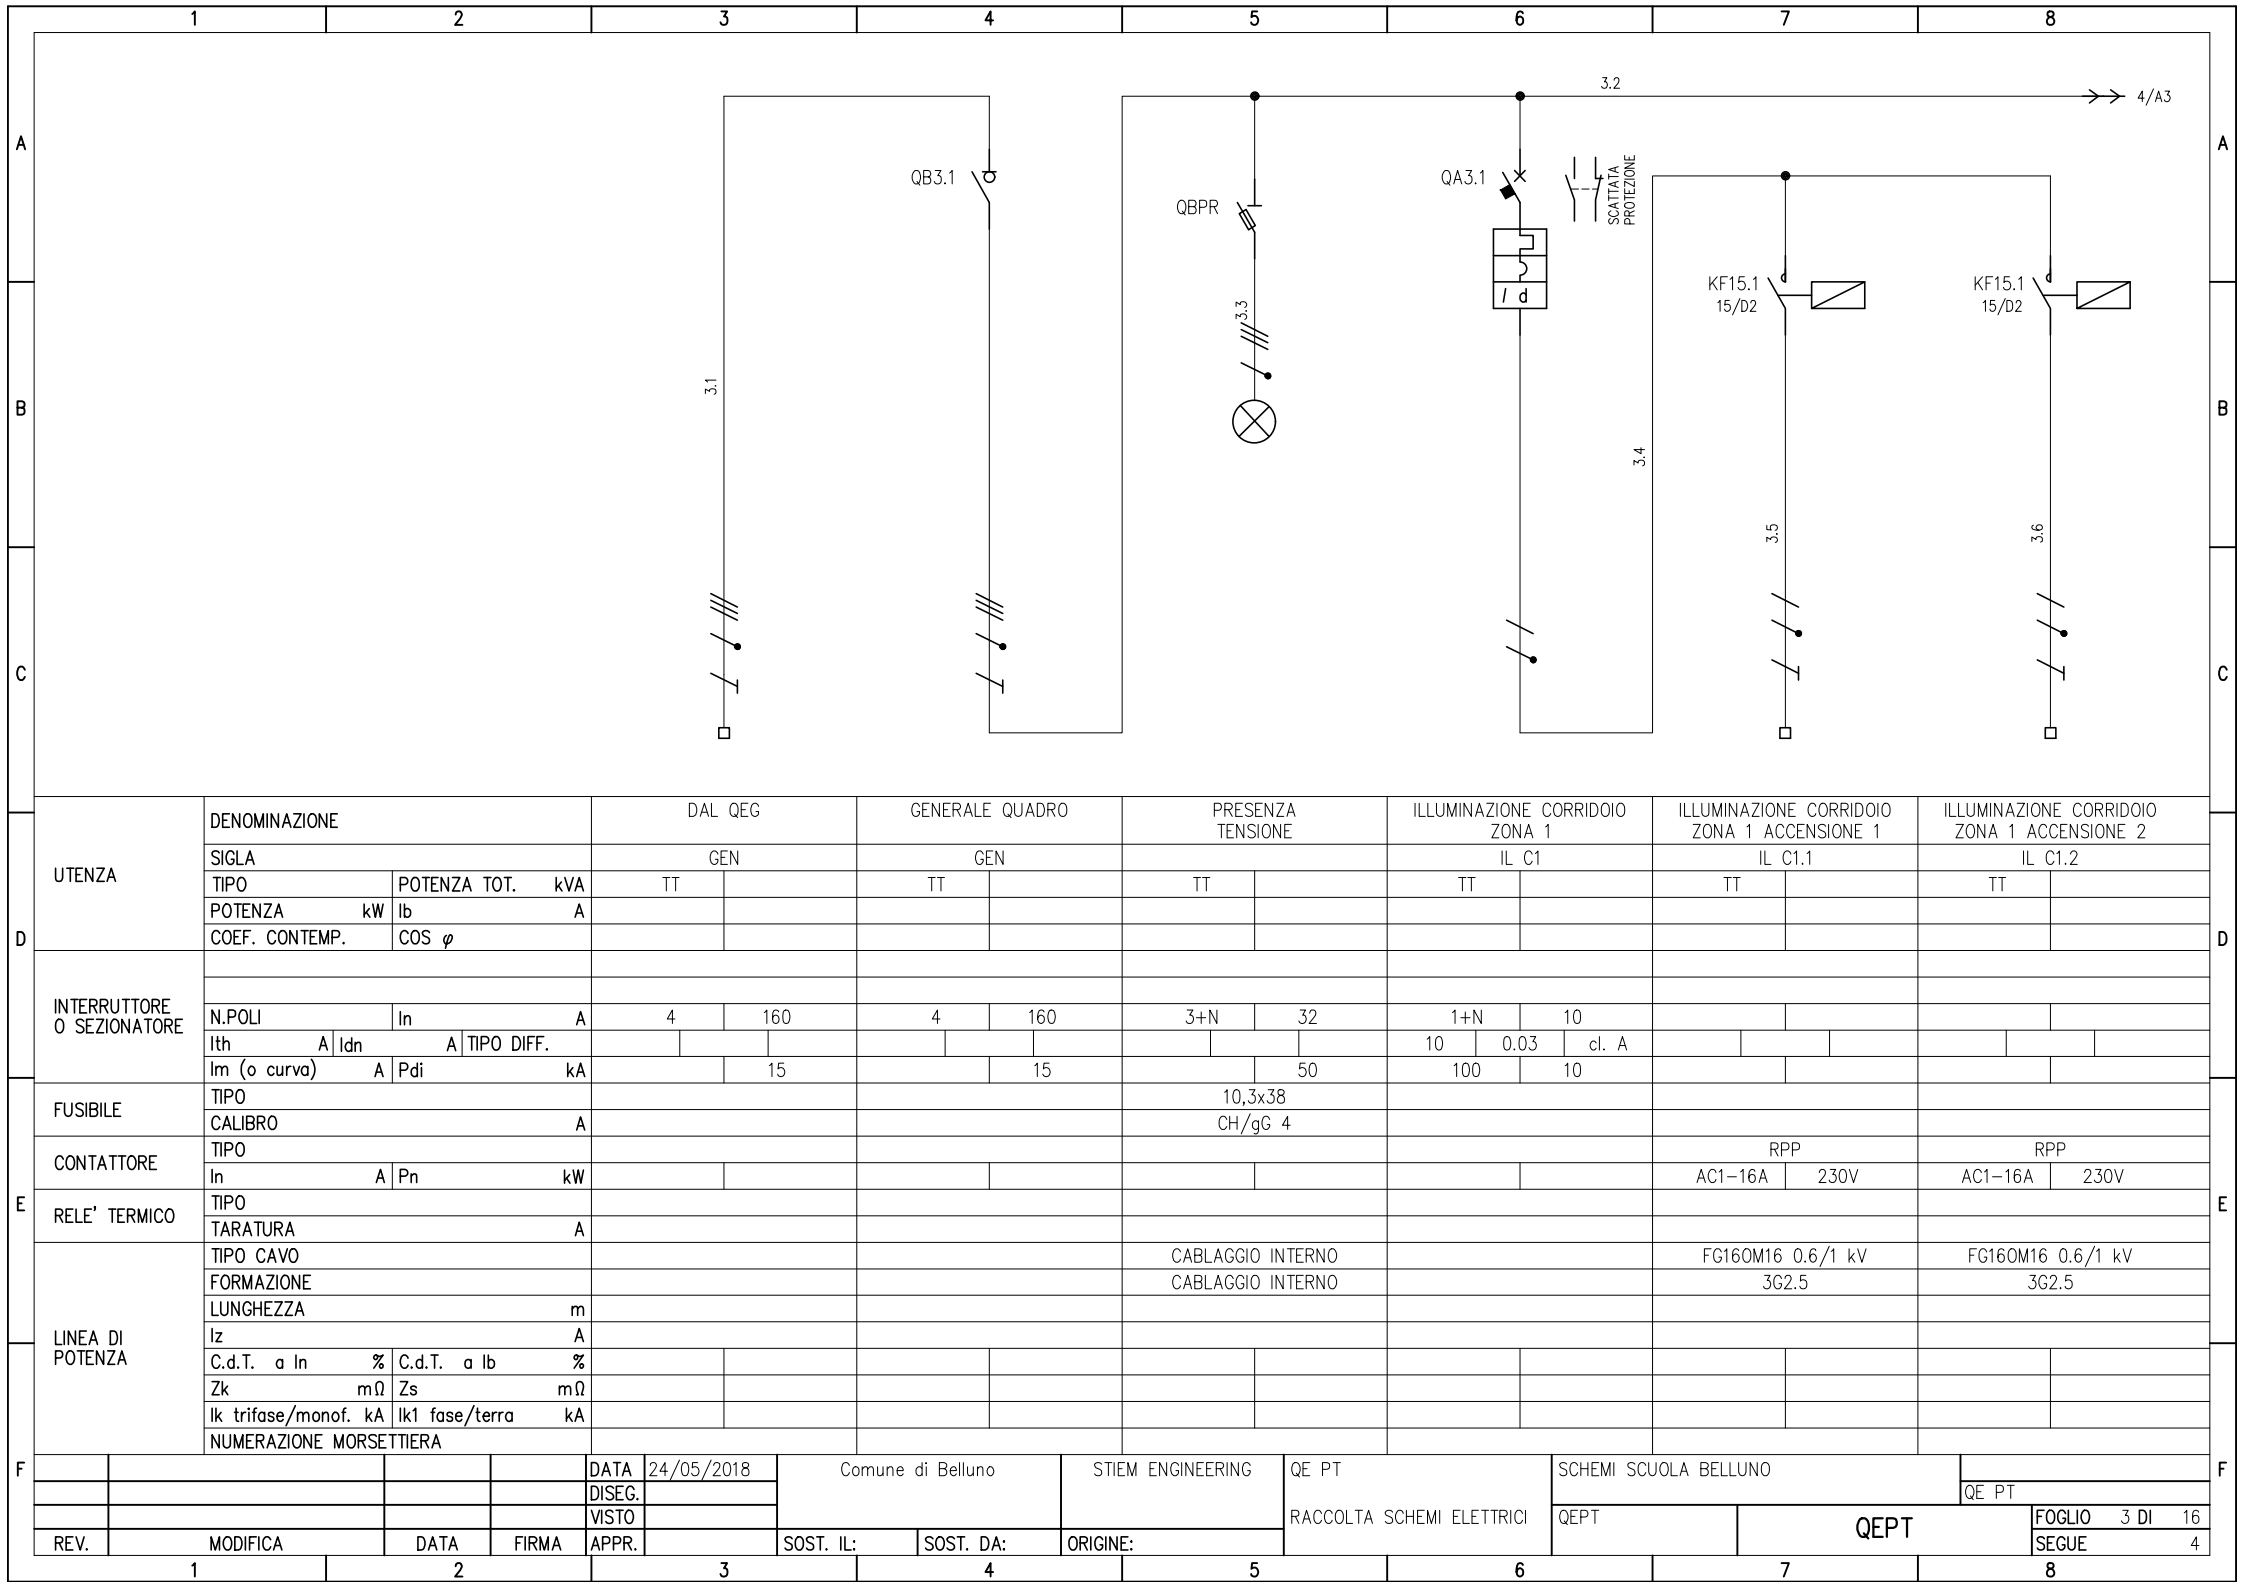 1 2 3 4 5 6 7 8
3.2
4/A3
A A
QB3.1
QBPR
QA3.1
SCATTATA
PROTEZIONE
KF15.1
15/D2
KF15.1
15/D2
I d
3.3
3.1
B B
3.4
3.5
3.6
C C
UTENZA
DENOMINAZIONE
DAL QEG
GENERALE QUADRO
PRESENZA
TENSIONE
ILLUMINAZIONE CORRIDOIO
ZONA 1
ILLUMINAZIONE CORRIDOIO
ZONA 1 ACCENSIONE 1
ILLUMINAZIONE CORRIDOIO
ZONA 1 ACCENSIONE 2
SIGLA GEN GEN IL C1 IL C1.1 IL C1.2
TIPO POTENZA TOT. kVA TT TT TT TT TT TT
POTENZA kW Ib A
COEF. CONTEMP. COS φ
D D
INTERRUTTORE
O SEZIONATORE
N.POLI In A 4 160 4 160 3+N 32 1+N 10
Ith A Idn A TIPO DIFF. 10 0.03 cl. A
Im (o curva) A Pdi kA 15 15 50 100 10
FUSIBILE
TIPO 10,3x38
CALIBRO A CH/gG 4
CONTATTORE
TIPO RPP RPP
In A Pn kW AC1-16A 230V AC1-16A 230V
E E
RELE' TERMICO
TIPO
TARATURA A
LINEA DI
POTENZA
TIPO CAVO CABLAGGIO INTERNO FG16OM16 0.6/1 kV FG16OM16 0.6/1 kV
FORMAZIONE CABLAGGIO INTERNO 3G2.5 3G2.5
LUNGHEZZA m
Iz A
C.d.T. a In % C.d.T. a Ib %
Zk mΩ Zs mΩ
Ik trifase/monof. kA Ik1 fase/terra kA
NUMERAZIONE MORSETTIERA
F F
DATA 24/05/2018 Comune di Belluno STIEM ENGINEERING QE PT SCHEMI SCUOLA BELLUNO
DISEG. QE PT
VISTO RACCOLTA SCHEMI ELETTRICI QEPT QEPT FOGLIO 3 DI 16
REV. MODIFICA DATA FIRMA APPR. SOST. IL: SOST. DA: ORIGINE: SEGUE 4
1 2 3 4 5 6 7 8